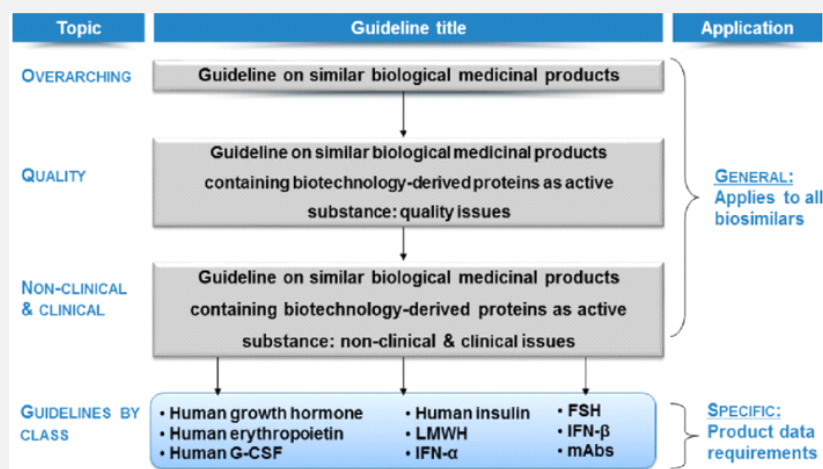 Topic
Guideline title
Application
OVERARCHING
Guideline on similar biological medicinal products
QUALITY
Guideline on similar biological medicinal products
containing biotechnology-derived proteins as active
substance: quality issues
GENERAL:
Applies to all
biosimilars
NON-CLINICAL
& CLINICAL
Guideline on similar biological medicinal products
containing biotechnology-derived proteins as active
substance: non-clinical & clinical issues
GUIDELINES BY
CLASS
• Human growth hormone
• Human erythropoietin
• Human G-CSF
• Human insulin
• LMWH
• IFN-α
• FSH
• IFN-β
• mAbs
SPECIFIC:
Product data
requirements